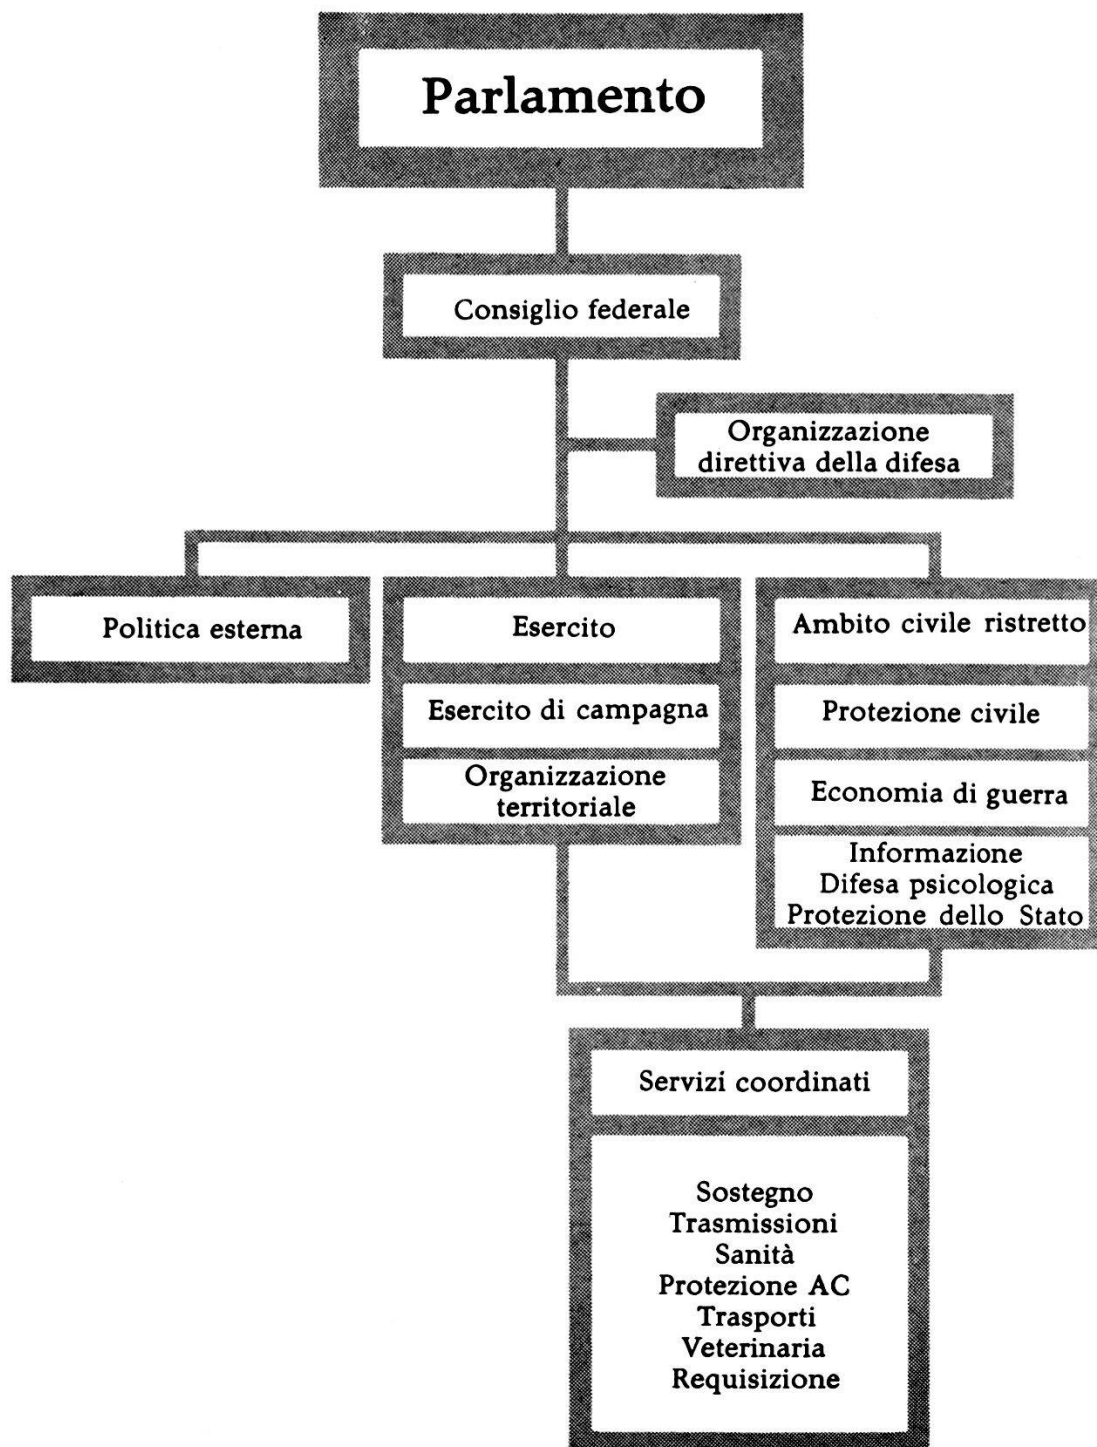 Parlamento
Consiglio federale
Organizzazione
direttiva della difesa
Politica esterna
Esercito
Esercito di campagna
Organizzazione
territoriale
Ambito civile ristretto
Protezione civile
Economia di guerra
Informazione
Difesa psicologica
Protezione dello Stato
Servizi coordinati
Sostegno
Trasmissioni
Sanità
Protezione AC
Trasporti
Veterinaria
Requisizione